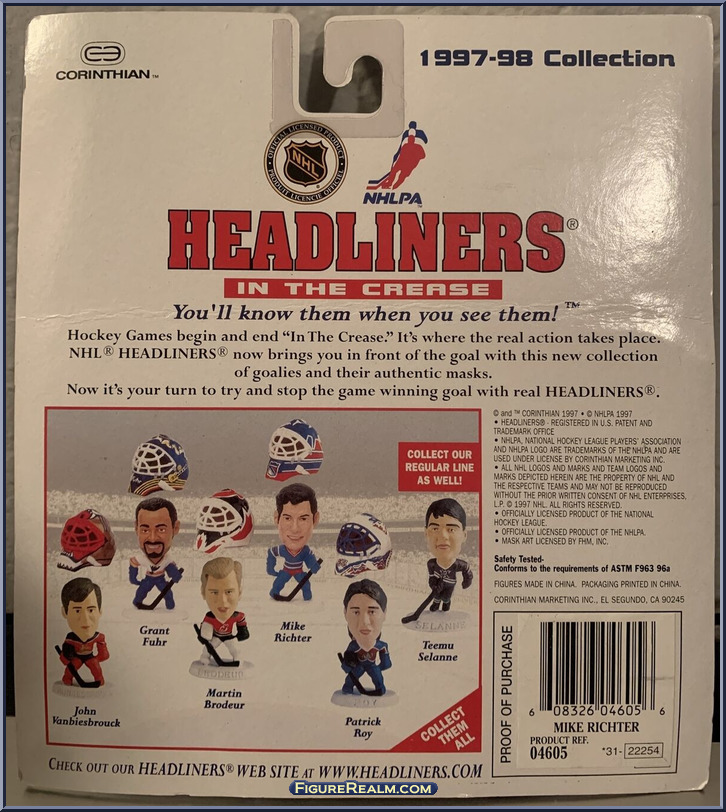 CORINTHIAN™
1997-98 Collection
OFFICIAL LICENSED PRODUCT
NHL
PRODUIT LICENCIÉ OFFICIEL
NHLPA™
HEADLINERS®
IN THE CREASE
You'll know them when you see them!™
Hockey Games begin and end “In The Crease.” It's where the real action takes place.
NHL® HEADLINERS® now brings you in front of the goal with this new collection
of goalies and their authentic masks.
Now it's your turn to try and stop the game winning goal with real HEADLINERS®.
COLLECT OUR
REGULAR LINE
AS WELL!
Grant
Fuhr
Mike
Richter
SELANNE
Teemu
Selanne
John
Vanbiesbrouck
BRODEUR
Martin
Brodeur
ROY
Patrick
Roy
COLLECT
THEM
ALL
© and ™ CORINTHIAN 1997 • © NHLPA 1997
• HEADLINERS® - REGISTERED IN U.S. PATENT AND
TRADEMARK OFFICE
• NHLPA, NATIONAL HOCKEY LEAGUE PLAYERS' ASSOCIATION
AND NHLPA LOGO ARE TRADEMARKS OF THE NHLPA AND ARE
USED UNDER LICENSE BY CORINTHIAN MARKETING INC.
• ALL NHL LOGOS AND MARKS AND TEAM LOGOS AND
MARKS DEPICTED HEREIN ARE THE PROPERTY OF NHL AND
THE RESPECTIVE TEAMS AND MAY NOT BE REPRODUCED
WITHOUT THE PRIOR WRITTEN CONSENT OF NHL ENTERPRISES,
L.P. © 1997 NHL. ALL RIGHTS RESERVED.
• OFFICIALLY LICENSED PRODUCT OF THE NATIONAL
HOCKEY LEAGUE.
• OFFICIALLY LICENSED PRODUCT OF THE NHLPA.
• MASK ART LICENSED BY FHM, INC.
Safety Tested-
Conforms to the requirements of ASTM F963 96a
FIGURES MADE IN CHINA. PACKAGING PRINTED IN CHINA.
CORINTHIAN MARKETING INC., EL SEGUNDO, CA 90245
PROOF OF PURCHASE
6 08326 04605 6
MIKE RICHTER
PRODUCT REF.
04605
*31- 22254
CHECK OUT OUR HEADLINERS® WEB SITE AT WWW.HEADLINERS.COM
FIGUREREALM.COM